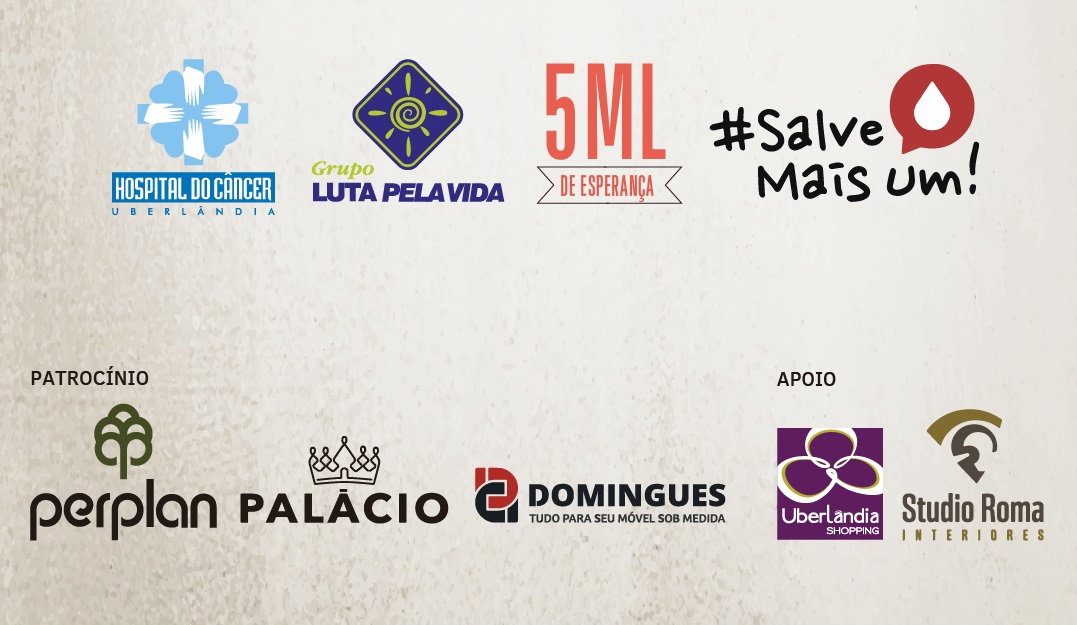 HOSPITAL DO CÂNCER
UBERLÂNDIA
Grupo
LUTA PELA VIDA
5ML
DE ESPERANÇA
#Salve
Mais um!
PATROCÍNIO
perplan
PALÁCIO
DOMINGUES
TUDO PARA SEU MÓVEL SOB MEDIDA
APOIO
Uberlândia
SHOPPING
Studio Roma
INTERIORES